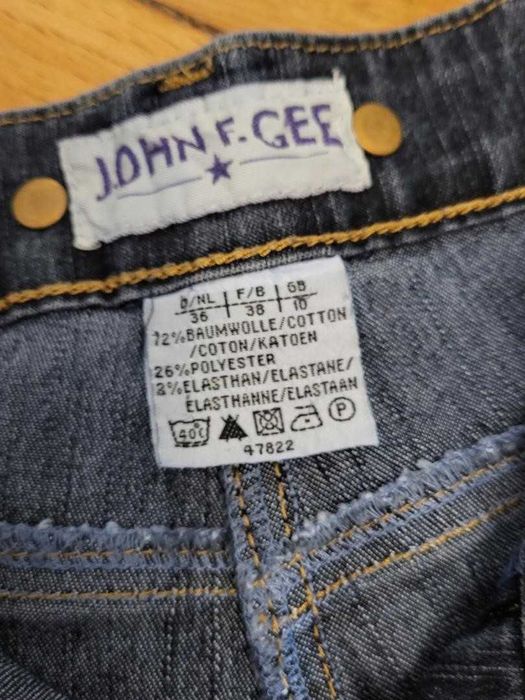 JOHN F. GEE
D/NL F/B GB
36 38 10
72%BAUMWOLLE/COTTON
/COTON/KATOEN
26%POLYESTER
2%ELASTHAN/ELASTANE/
ELASTHANNE/ELASTAAN
40C P
47822